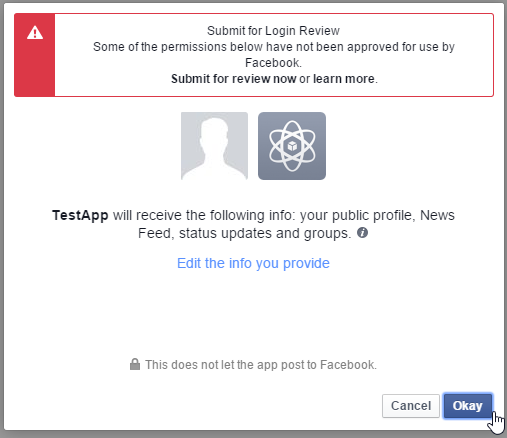 Submit for Login Review
Some of the permissions below have not been approved for use by
Facebook.
Submit for review now or learn more.
TestApp will receive the following info: your public profile, News
Feed, status updates and groups.
Edit the info you provide
This does not let the app post to Facebook.
Cancel Okay